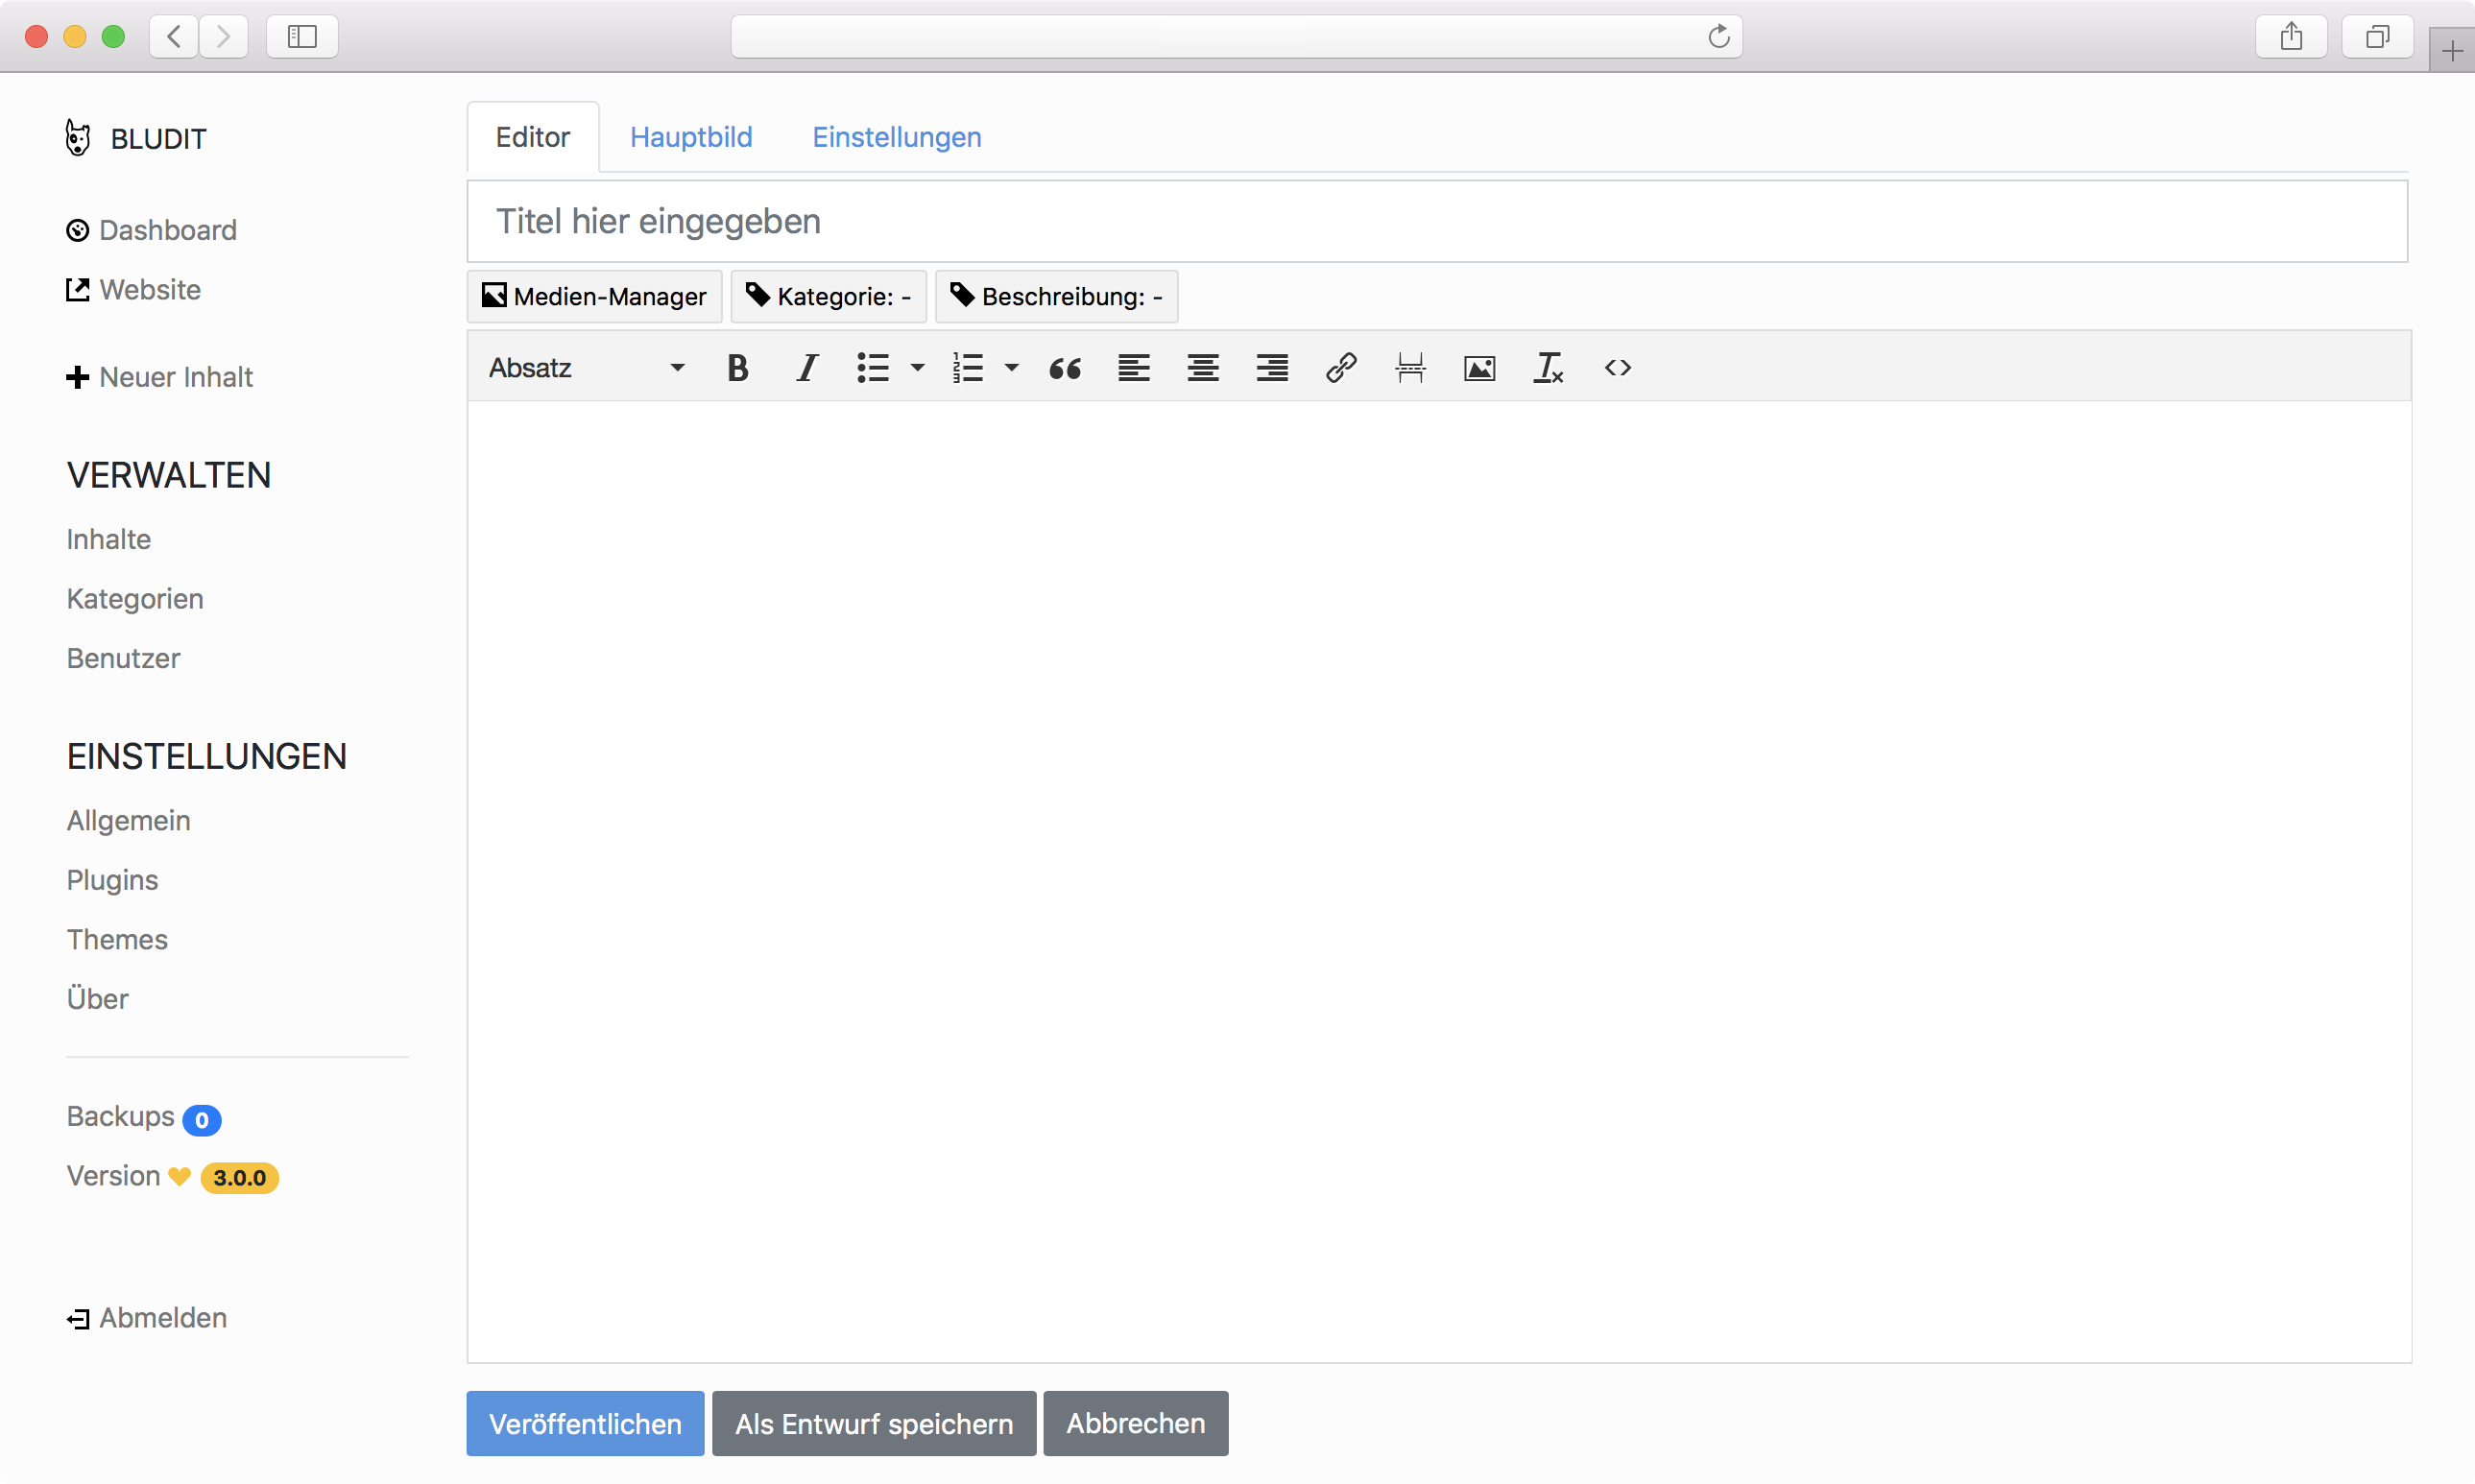 BLUDIT
Dashboard
Website
Neuer Inhalt
VERWALTEN
Inhalte
Kategorien
Benutzer
EINSTELLUNGEN
Allgemein
Plugins
Themes
Über
Backups 0
Version 3.0.0
Abmelden
Editor Hauptbild Einstellungen
Titel hier eingegeben
Medien-Manager Kategorie: - Beschreibung: -
Absatz
Veröffentlichen Als Entwurf speichern Abbrechen